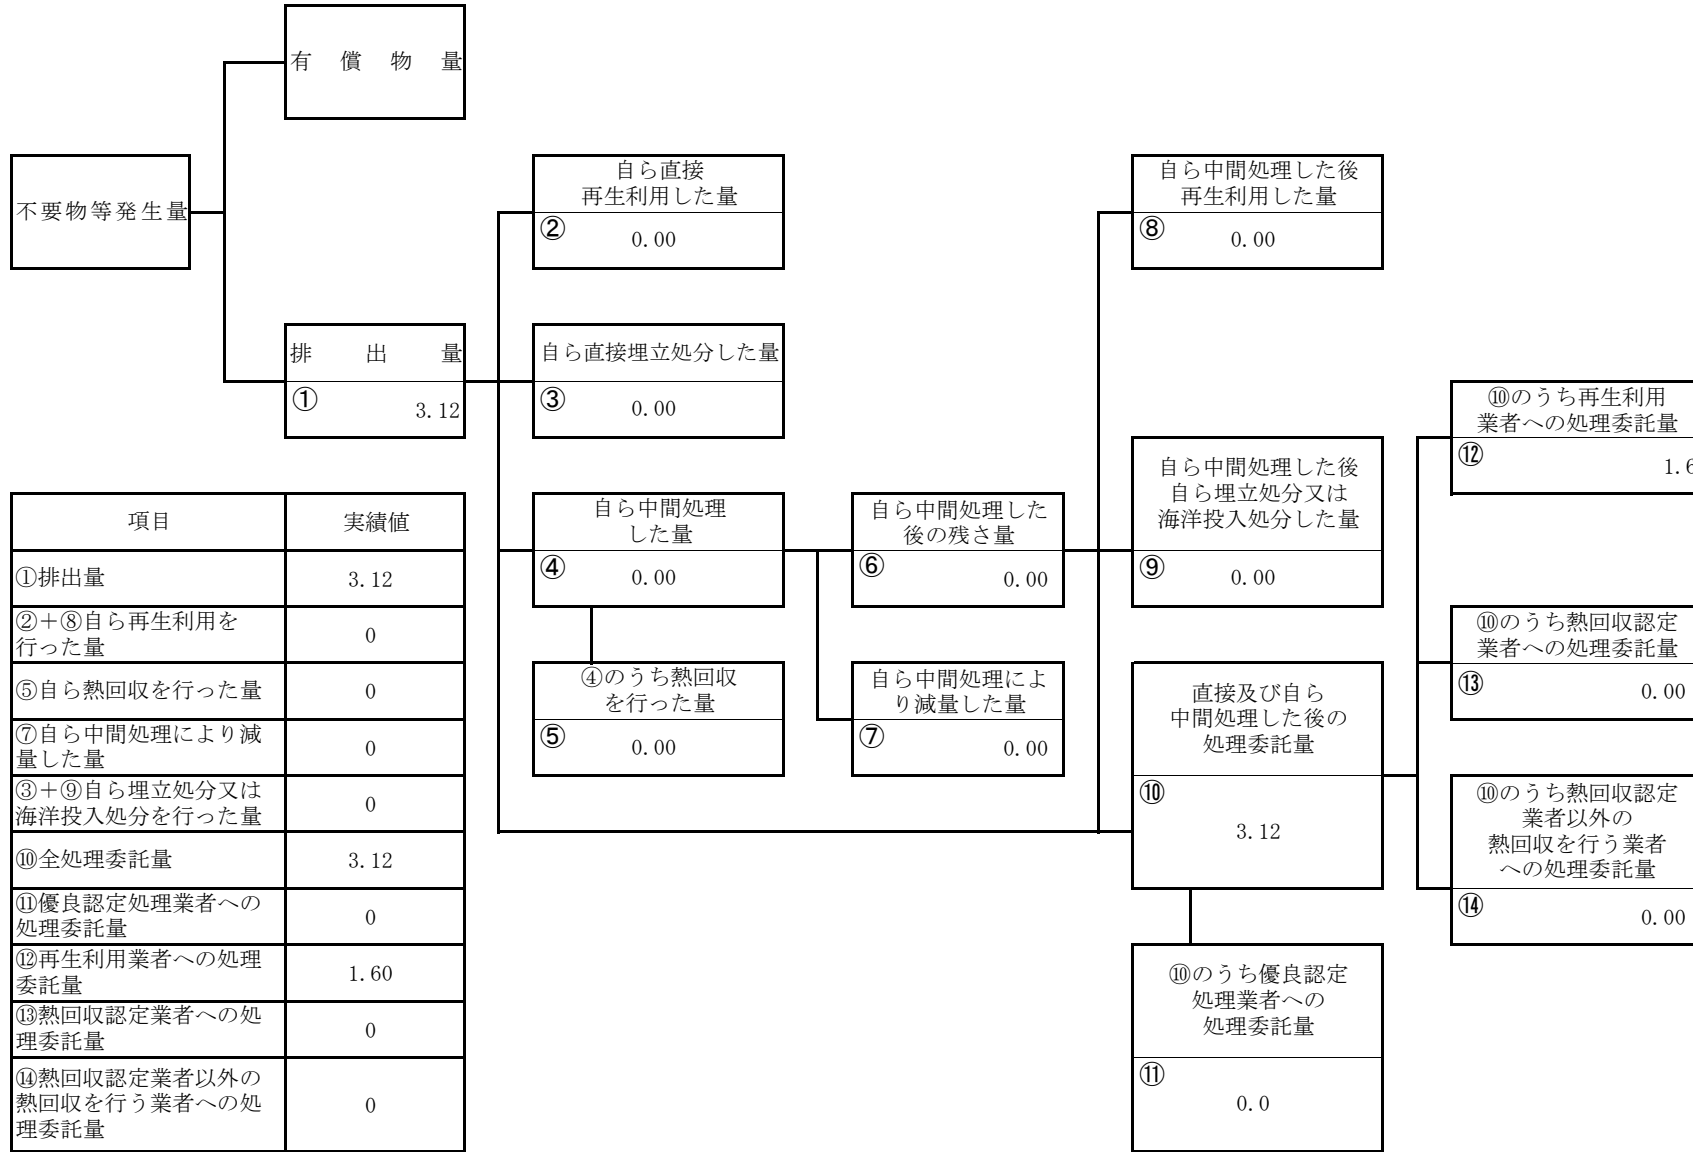 有償物量
不要物等発生量
自ら直接
再生利用した量
② 0.00
自ら中間処理した後
再生利用した量
⑧ 0.00
排出量
① 3.12
自ら直接埋立処分した量
③ 0.00
⑩のうち再生利用
業者への処理委託量
⑫ 1.6
自ら中間処理
した量
④ 0.00
自ら中間処理した
後の残さ量
⑥ 0.00
自ら中間処理した後
自ら埋立処分又は
海洋投入処分した量
⑨ 0.00
⑩のうち熱回収認定
業者への処理委託量
⑬ 0.00
④のうち熱回収
を行った量
⑤ 0.00
自ら中間処理によ
り減量した量
⑦ 0.00
直接及び自ら
中間処理した後の
処理委託量
⑩
3.12
⑩のうち熱回収認定
業者以外の
熱回収を行う業者
への処理委託量
⑭ 0.00
⑩のうち優良認定
処理業者への
処理委託量
⑪
0.0
項目 実績値
①排出量 3.12
②+⑧自ら再生利用を
行った量 0
⑤自ら熱回収を行った量 0
⑦自ら中間処理により減
量した量 0
③+⑨自ら埋立処分又は
海洋投入処分を行った量 0
⑩全処理委託量 3.12
⑪優良認定処理業者への
処理委託量 0
⑫再生利用業者への処理
委託量 1.60
⑬熱回収認定業者への処
理委託量 0
⑭熱回収認定業者以外の
熱回収を行う業者への処
理委託量 0